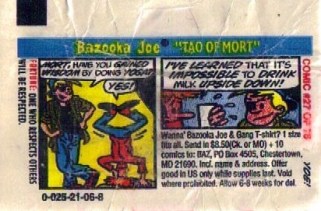 Bazooka Joe "TAO OF MORT"
MORT, HAVE YOU GAINED
WISDOM BY DOING YOGA?
YES!
I'VE LEARNED THAT IT'S
IMPOSSIBLE TO DRINK
MILK UPSIDE DOWN!
Wanna' Bazooka Joe & Gang T-shirt? 1 size
fits all. Send in $8.50 (Ck. or MO) + 10
comics to: BAZ, PO Box 4505, Chestertown,
MD 21690. Incl. name & address. Offer
good in US only while supplies last. Void
where prohibited. Allow 6-8 weeks for del.
FORTUNE: ONE WHO RESPECTS OTHERS
WILL BE RESPECTED.
COMIC #27 OF 75
0-025-21-06-8